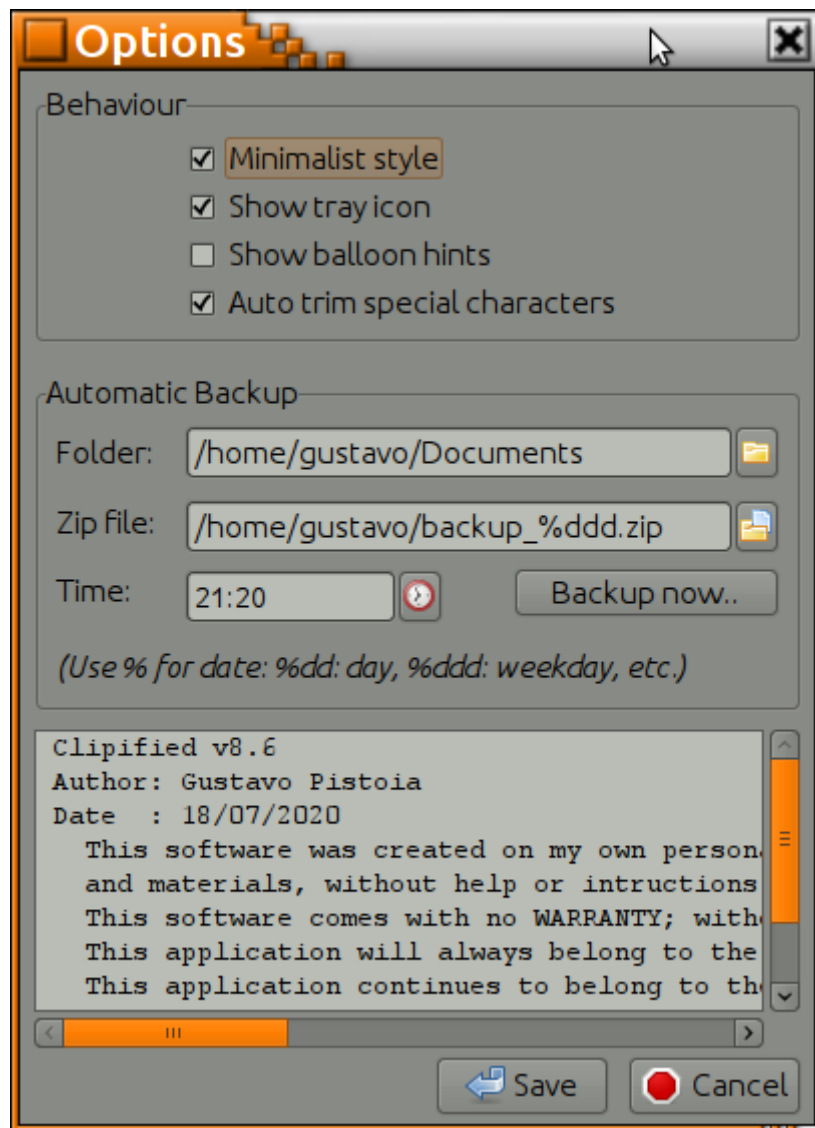 Options
Behaviour
Minimalist style
Show tray icon
Show balloon hints
Auto trim special characters
Automatic Backup
Folder: /home/gustavo/Documents
Zip file: /home/gustavo/backup_%ddd.zip
Time: 21:20 Backup now..
(Use % for date: %dd: day, %ddd: weekday, etc.)
Clipified v8.6
Author: Gustavo Pistoia
Date : 18/07/2020
This software was created on my own person
and materials, without help or intructions
This software comes with no WARRANTY; with
This application will always belong to the
This application continues to belong to th
Save Cancel